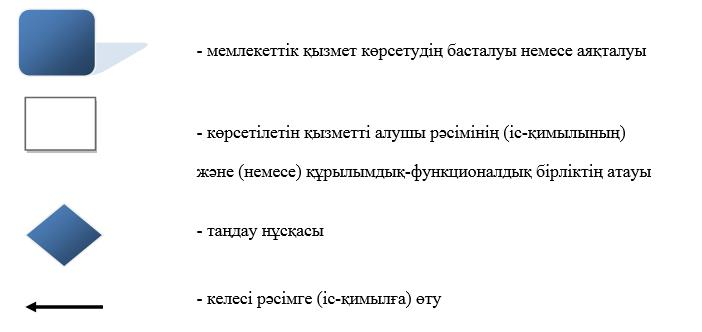 - мемлекеттік қызмет көрсетудің басталуы немесе аяқталуы
- көрсетілетін қызметті алушы рәсімінің (іс-қимылының)
және (немесе) құрылымдық-функционалдық бірліктің атауы
- таңдау нұсқасы
- келесі рәсімге (іс-қимылға) өту